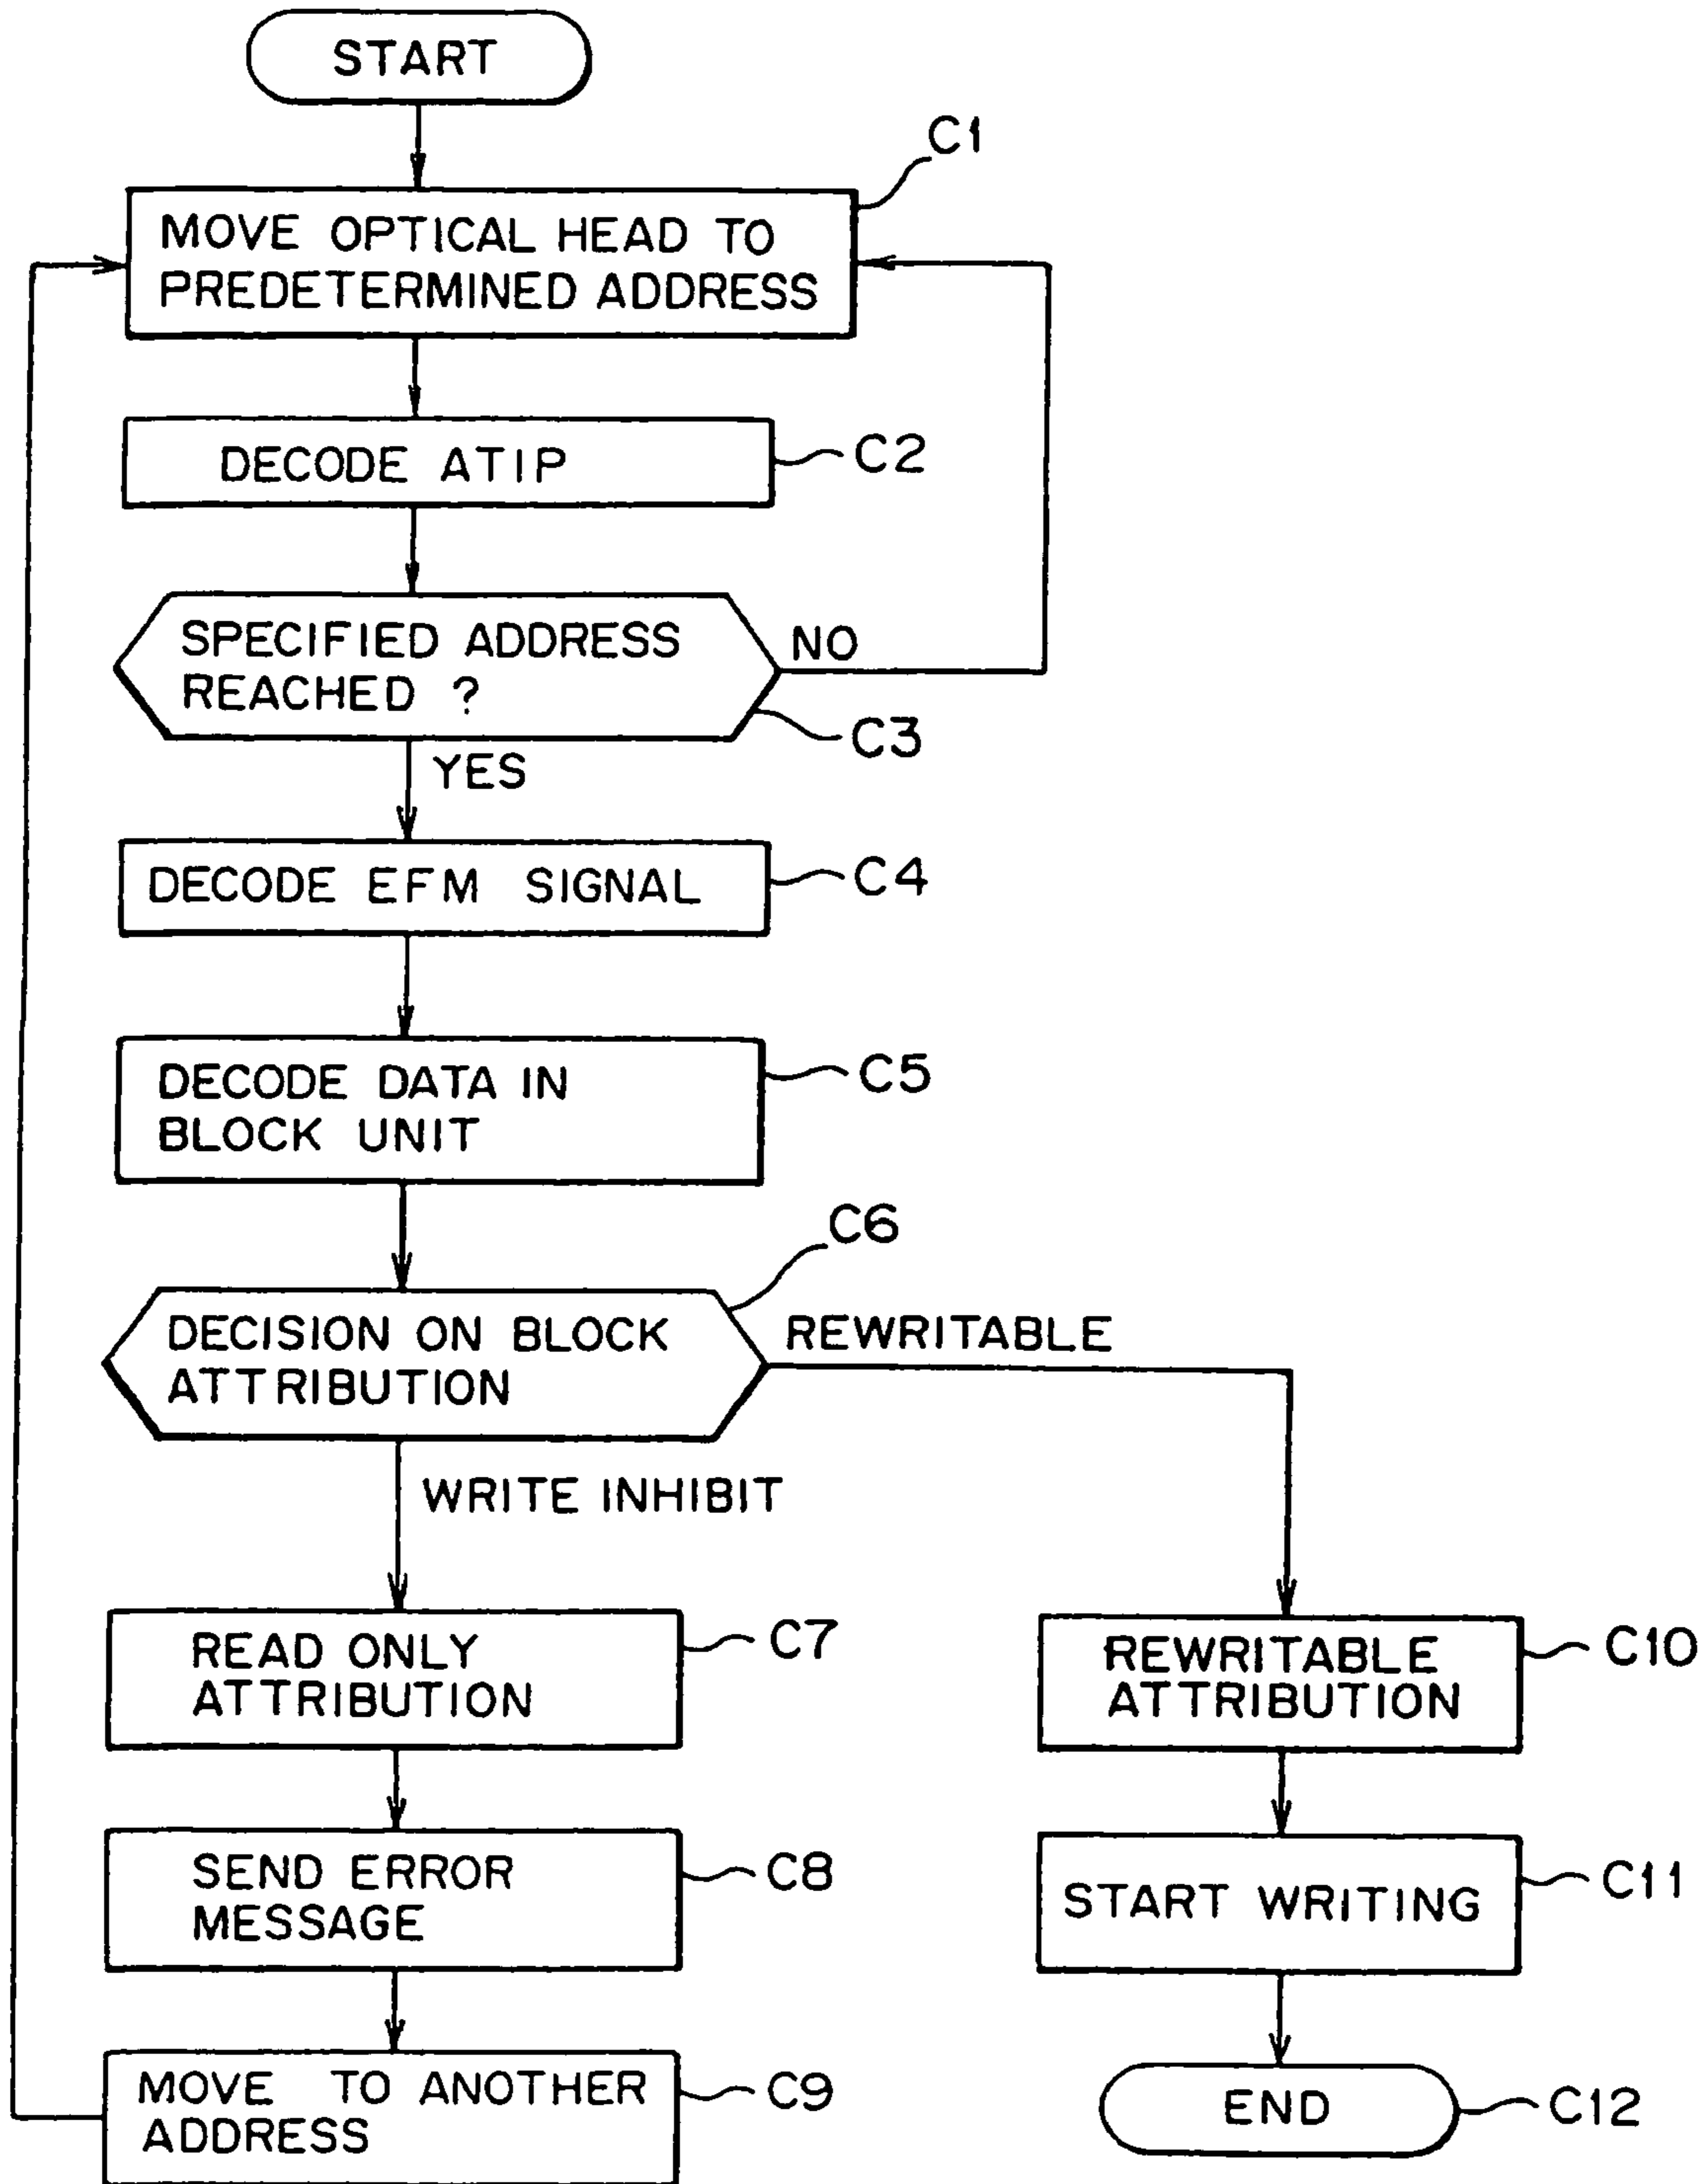 START
C1
MOVE OPTICAL HEAD TO
PREDETERMINED ADDRESS
DECODE ATIP
C2
SPECIFIED ADDRESS
REACHED ?
NO
C3
YES
DECODE EFM SIGNAL
C4
DECODE DATA IN
BLOCK UNIT
C5
C6
DECISION ON BLOCK
ATTRIBUTION
REWRITABLE
WRITE INHIBIT
READ ONLY
ATTRIBUTION
C7
REWRITABLE
ATTRIBUTION
C10
SEND ERROR
MESSAGE
C8
START WRITING
C11
MOVE TO ANOTHER
ADDRESS
C9
END
C12